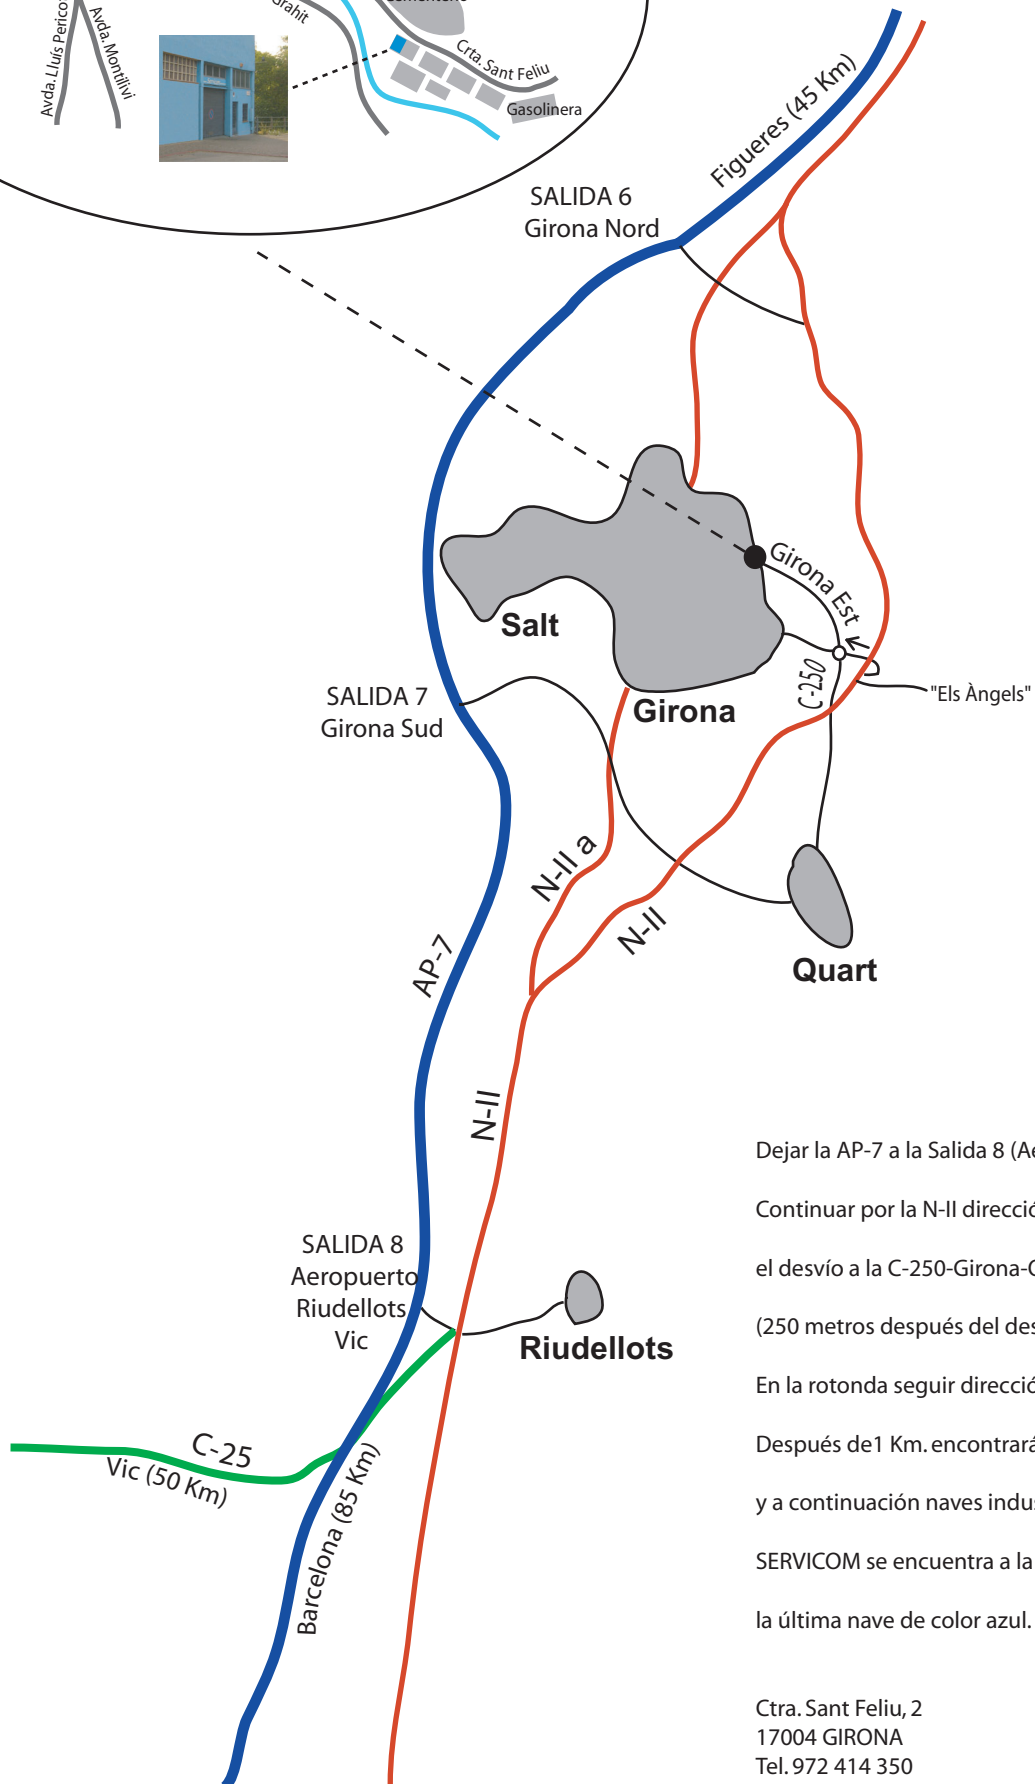 Avda. Lluís Pericot
Avda. Montilivi
Grahit
Cementerio
Crta. Sant Feliu
Gasolinera
Figueres (45 Km)
SALIDA 6
Girona Nord
Girona Est
Salt
C-250
"Els Àngels"
SALIDA 7
Girona Sud
Girona
N-II a
N-II
AP-7
Quart
N-II
Dejar la AP-7 a la Salida 8
Continuar por la N-II
el desvío a la C-250-Girona-
(250 metros después del
En la rotonda seguir
Después de1 Km. encontrará
y a continuación naves
SERVICOM se encuentra a la
la última nave de color azul.
SALIDA 8
Aeropuerto
Riudellots
Vic
Riudellots
C-25
Vic (50 Km)
Barcelona (85 Km)
Ctra. Sant Feliu, 2
17004 GIRONA
Tel. 972 414 350